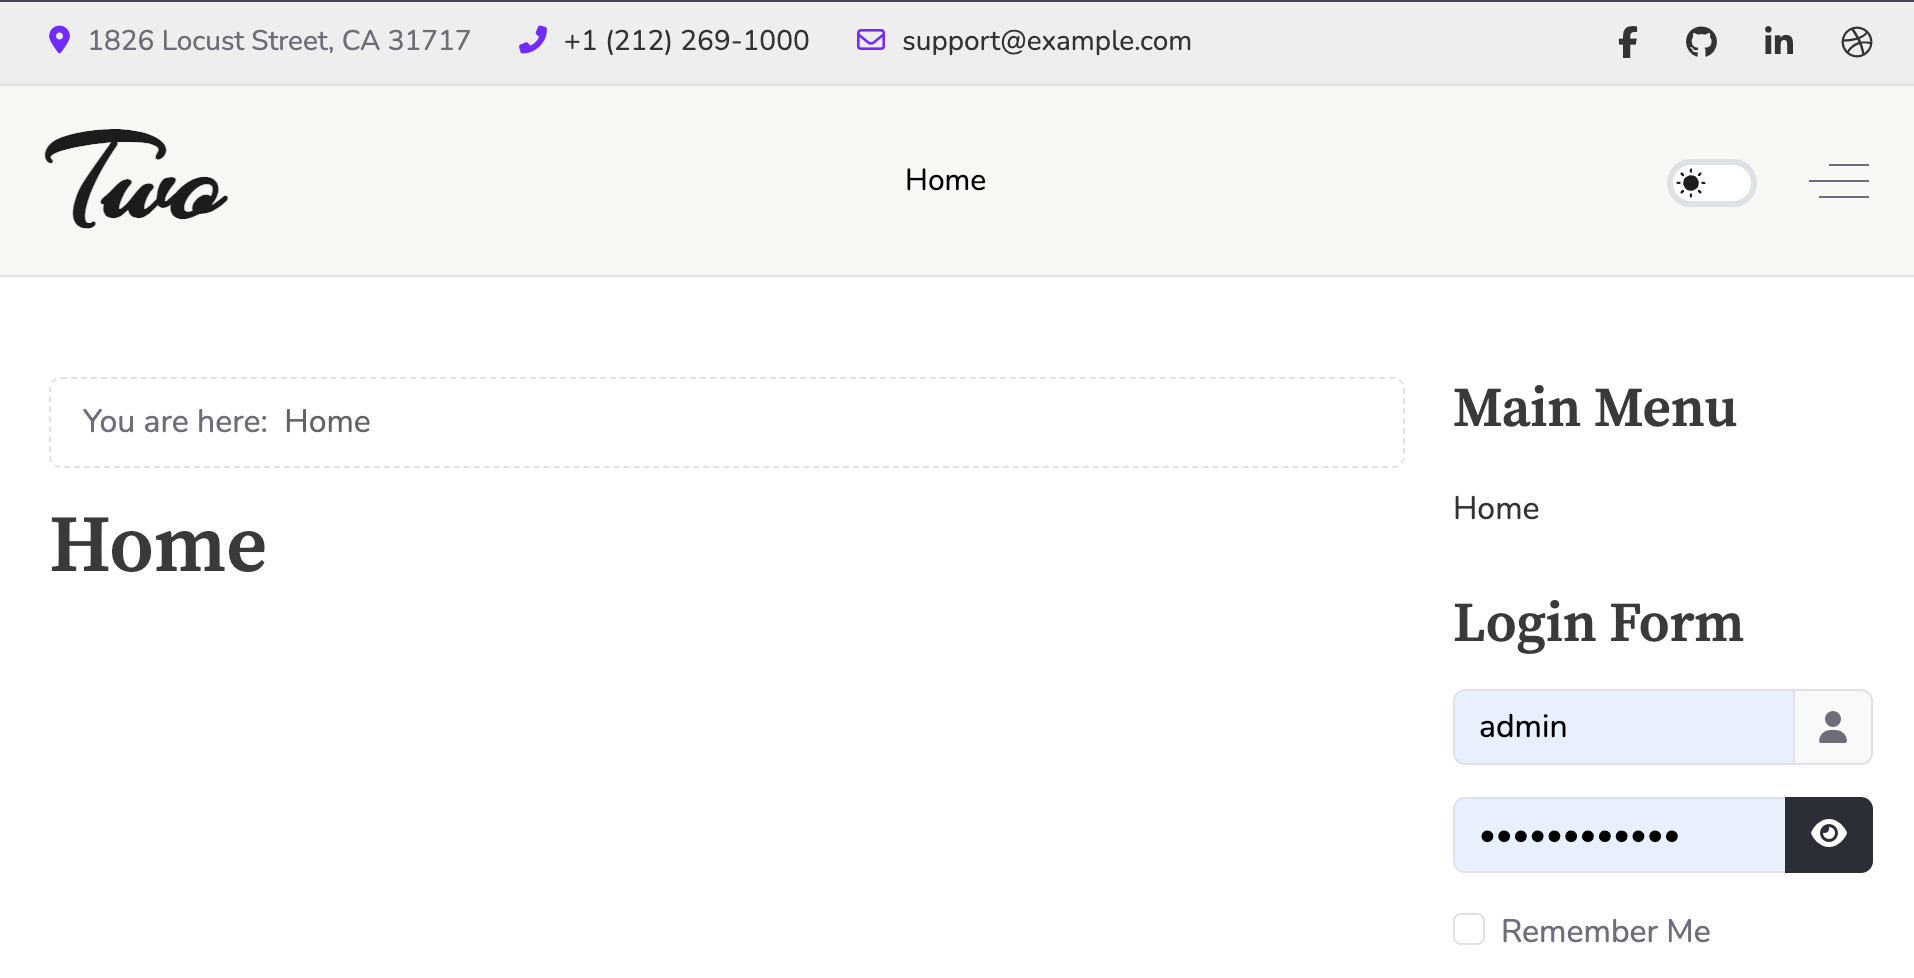 1826 Locust Street, CA 31717 +1 (212) 269-1000 support@example.com
Two
Home
You are here: Home
Home
Main Menu
Home
Login Form
admin
Remember Me